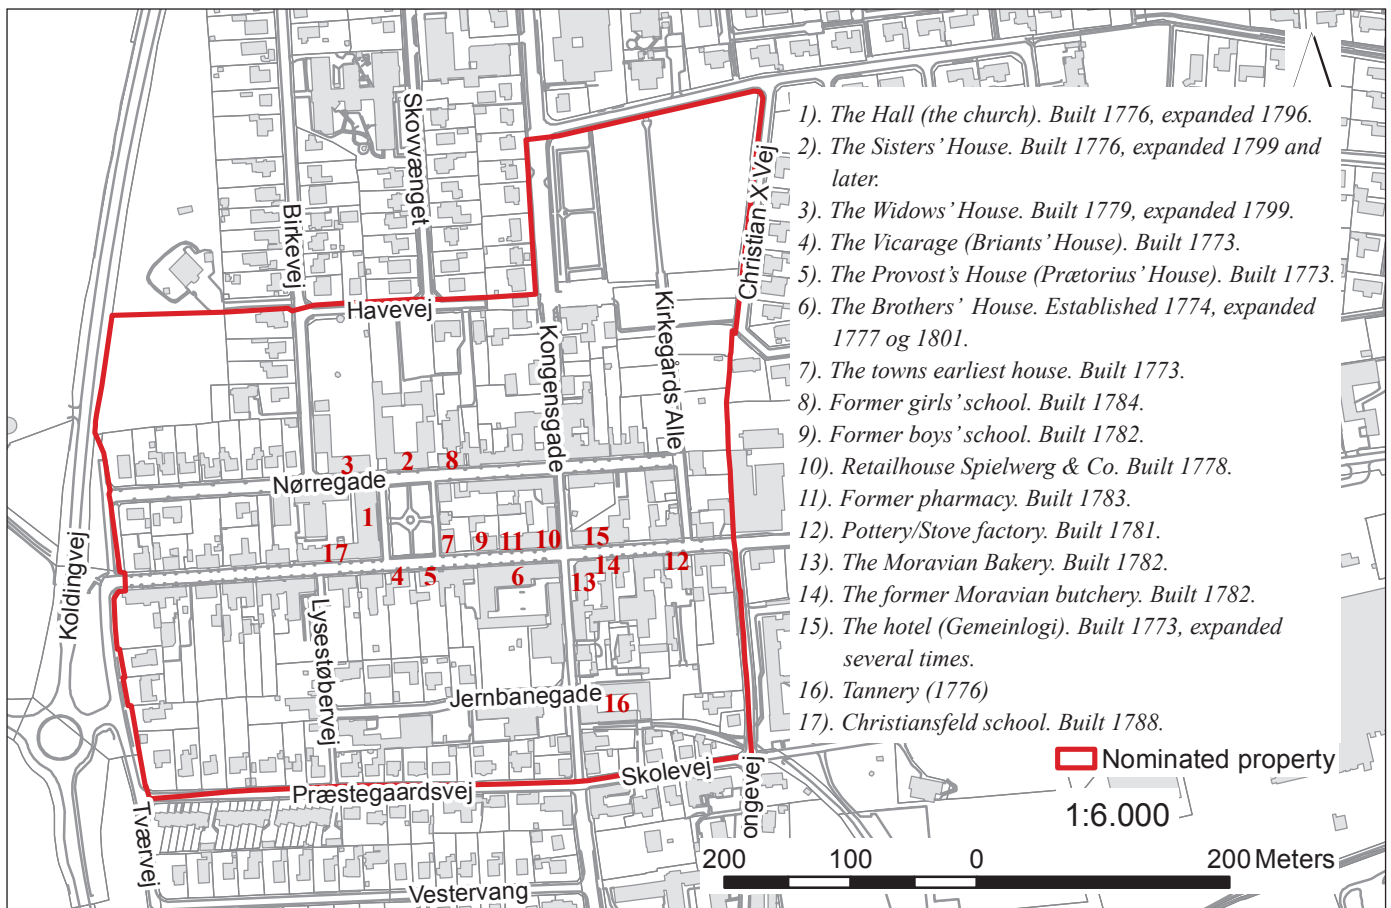 Skovvænget
Birkevej
Havevej
Christian X Vej
Kongensgade
Kirkegårds Alle
3
2
8
Nørregade
1
17
7
9
11
10
15
4
5
6
14
13
12
Koldingvej
Lysestøbervej
Jernbanegade
16
Skolevej
Præstegaardsvej
ongevej
Tværvej
Vestervang
1). The Hall (the church). Built 1776, expanded 1796.
2). The Sisters' House. Built 1776, expanded 1799 and
later.
3). The Widows' House. Built 1779, expanded 1799.
4). The Vicarage (Briants' House). Built 1773.
5). The Provost's House (Prætorius' House). Built 1773.
6). The Brothers' House. Established 1774, expanded
1777 og 1801.
7). The towns earliest house. Built 1773.
8). Former girls' school. Built 1784.
9). Former boys' school. Built 1782.
10). Retailhouse Spielwerg & Co. Built 1778.
11). Former pharmacy. Built 1783.
12). Pottery/Stove factory. Built 1781.
13). The Moravian Bakery. Built 1782.
14). The former Moravian butchery. Built 1782.
15). The hotel (Gemeinlogi). Built 1773, expanded
several times.
16). Tannery (1776)
17). Christiansfeld school. Built 1788.
Nominated property
1:6.000
200 100 0 200 Meters